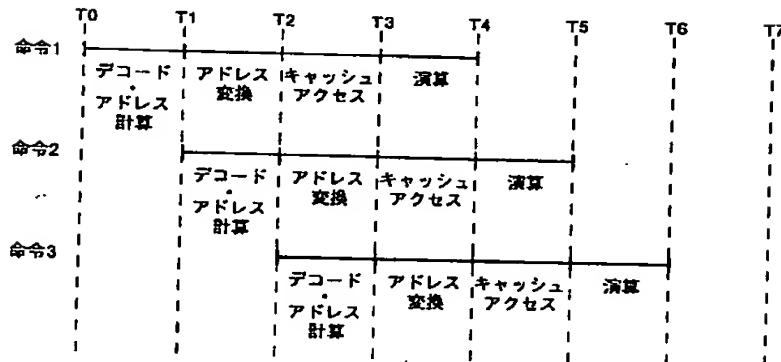 T0 T1 T2 T3 T4 T5 T6 T7
命令1
デコード
・
アドレス
計算
アドレス
変換
キャッシュ
アクセス
演算
命令2
デコード
・
アドレス
計算
アドレス
変換
キャッシュ
アクセス
演算
命令3
デコード
・
アドレス
計算
アドレス
変換
キャッシュ
アクセス
演算